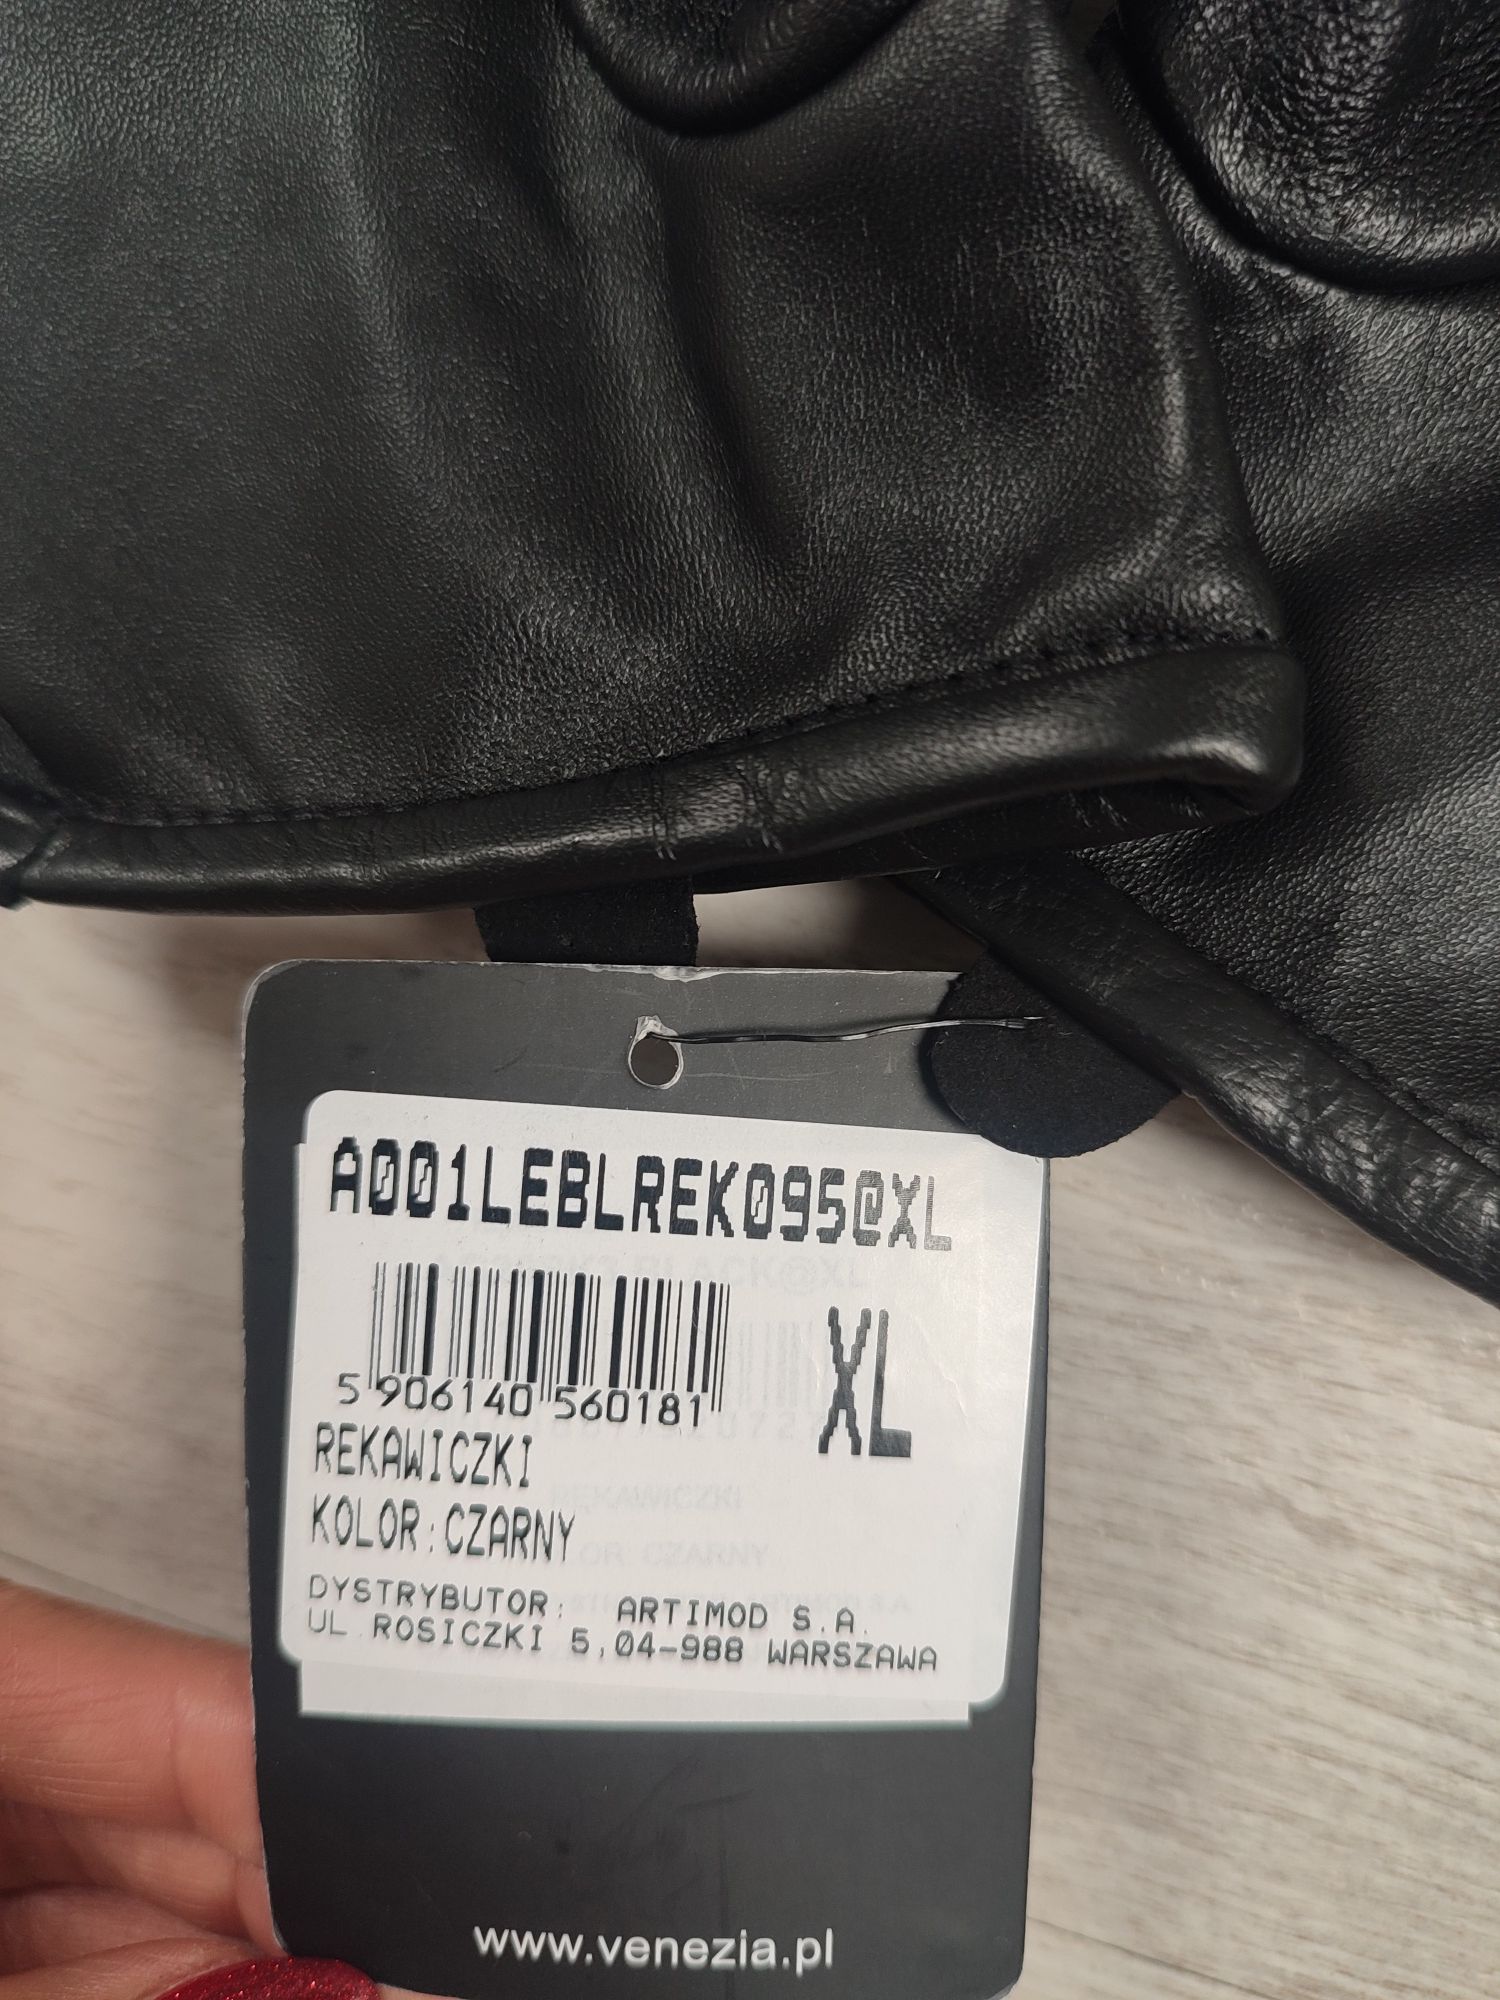 A001LEBLREK095@XL
XL
5 906140 560181
REKAWICZKI
KOLOR:CZARNY
DYSTRYBUTOR: ARTIMOD S.A.
UL.ROSICZKI 5,04-988 WARSZAWA
www.venezia.pl